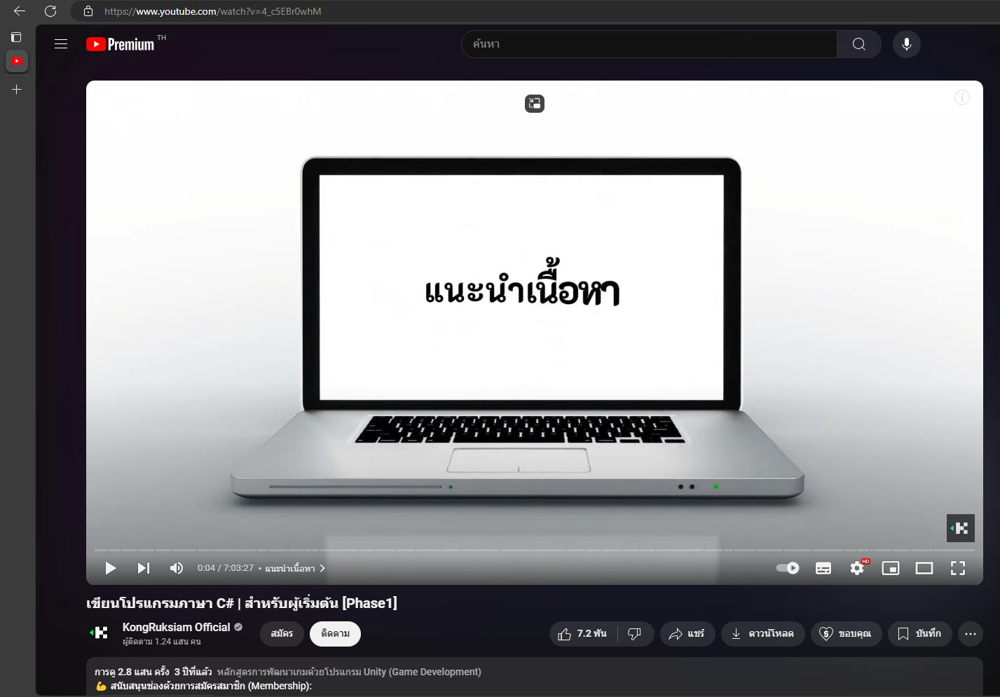 https://www.youtube.com/watch?v=4_c5EBr0whM
Premium TH
ค้นหา
แนะนำเนื้อหา
0:04 / 7:03:27 • แนะนำเนื้อหา
HD
เขียนโปรแกรมภาษา C# | สำหรับผู้เริ่มต้น [Phase1]
KongRuksiam Official
ผู้ติดตาม 1.24 แสน คน
สมัคร
ติดตาม
7.2 พัน
แชร์
ดาวน์โหลด
ขอบคุณ
บันทึก
การดู 2.8 แสน ครั้ง 3 ปีที่แล้ว หลักสูตรการพัฒนาเกมด้วยโปรแกรม Unity (Game Development)
💪 สนับสนุนช่องด้วยการสมัครสมาชิก (Membership):